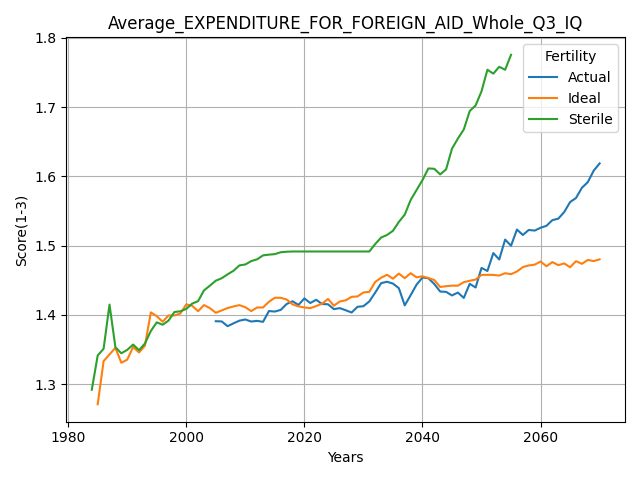 Average_EXPENDITURE_FOR_FOREIGN_AID_Whole_Q3_IQ
Score(1-3)
1.8
1.7
1.6
1.5
1.4
1.3
Fertility
Actual
Ideal
Sterile
1980
2000
2020
2040
2060
Years